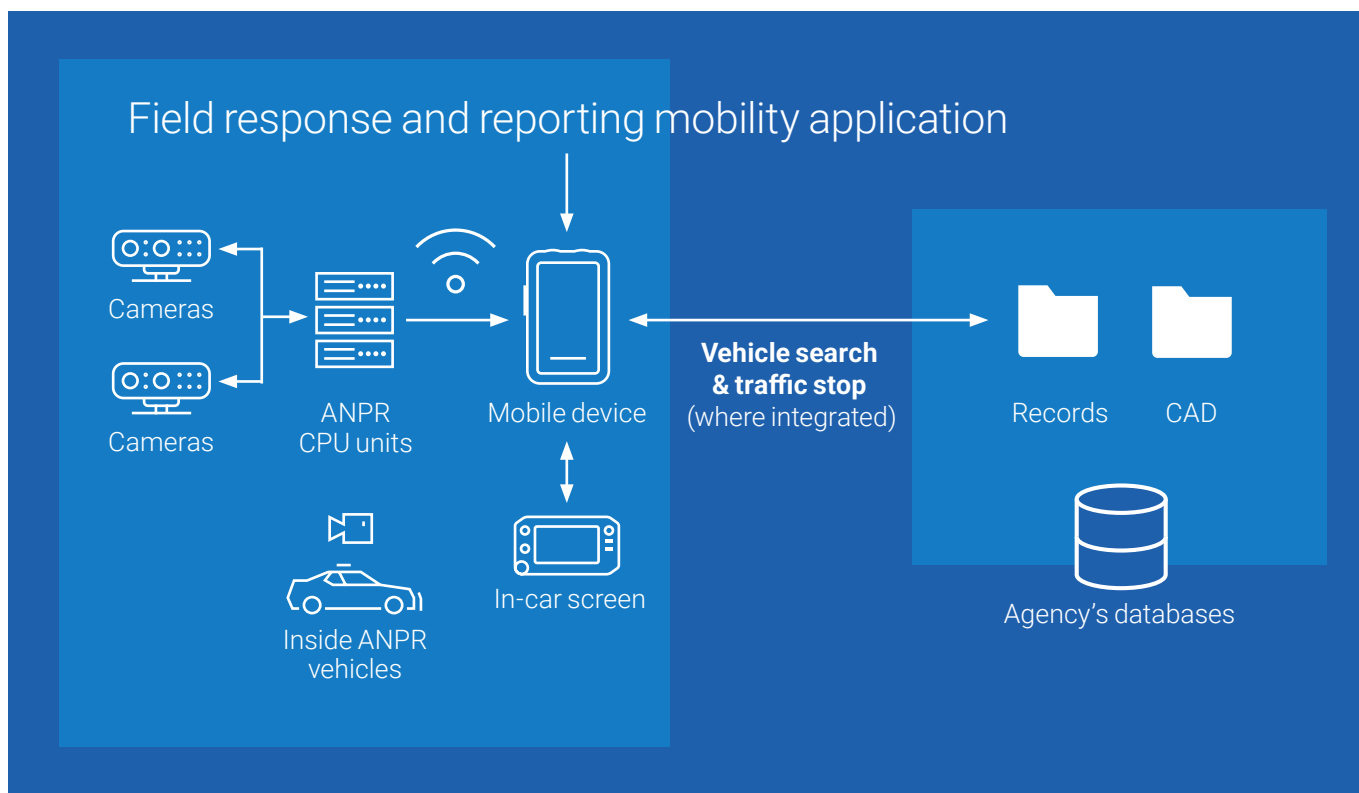 Field response and reporting mobility application
Cameras
Cameras
ANPR
CPU units
Mobile device
Vehicle search
& traffic stop
(where integrated)
Records
CAD
In-car screen
Inside ANPR
vehicles
Agency’s databases